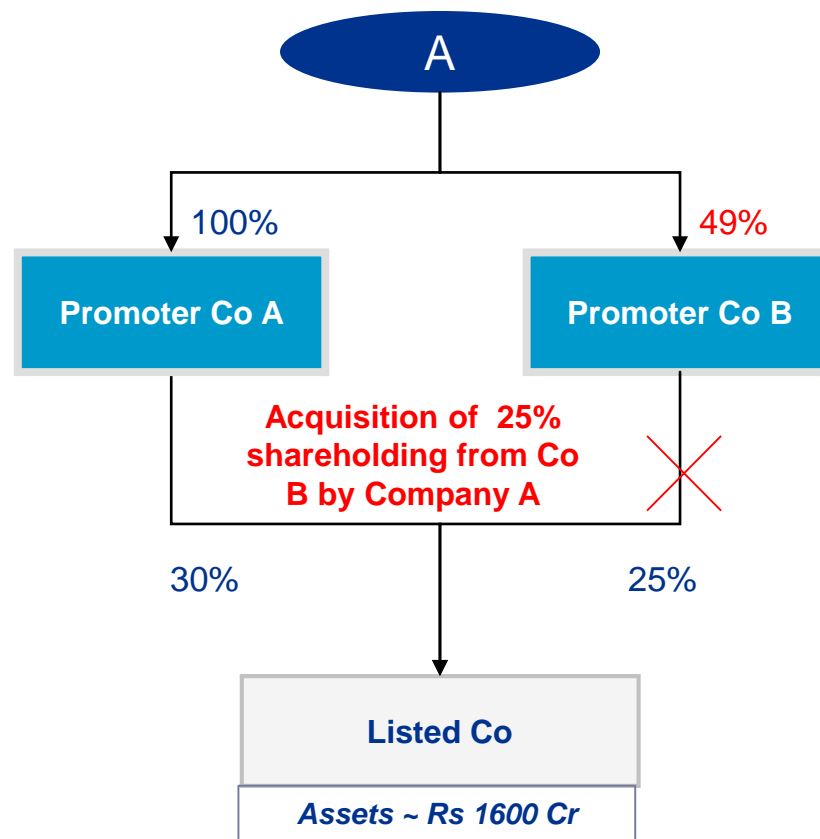 A
100%
49%
Promoter Co A
Promoter Co B
Acquisition of 25%
shareholding from Co
B by Company A
30%
25%
Listed Co
Assets ~ Rs 1600 Cr